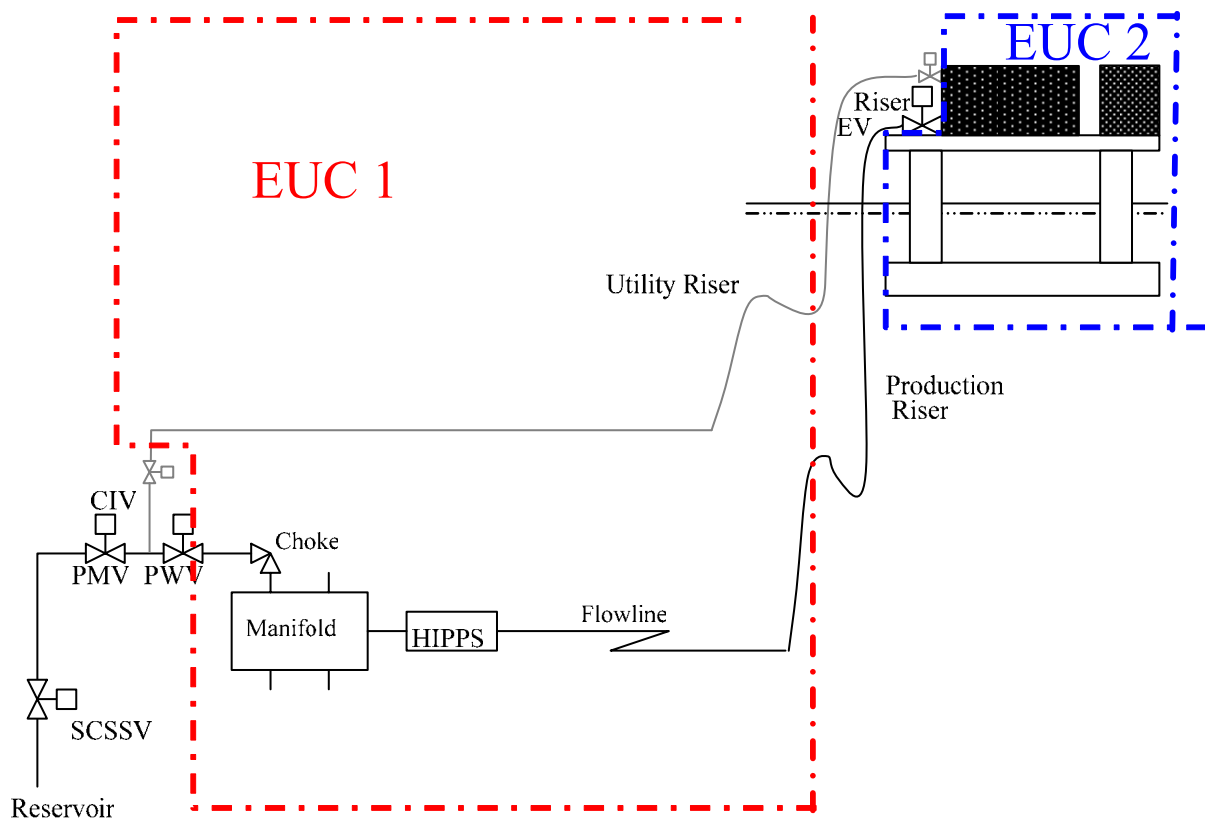 EUC 2
EUC 1
Riser
EV
Utility Riser
Production
Riser
CIV
PMV
PWV
Choke
Manifold
HIPPS
Flowline
SCSSV
Reservoir